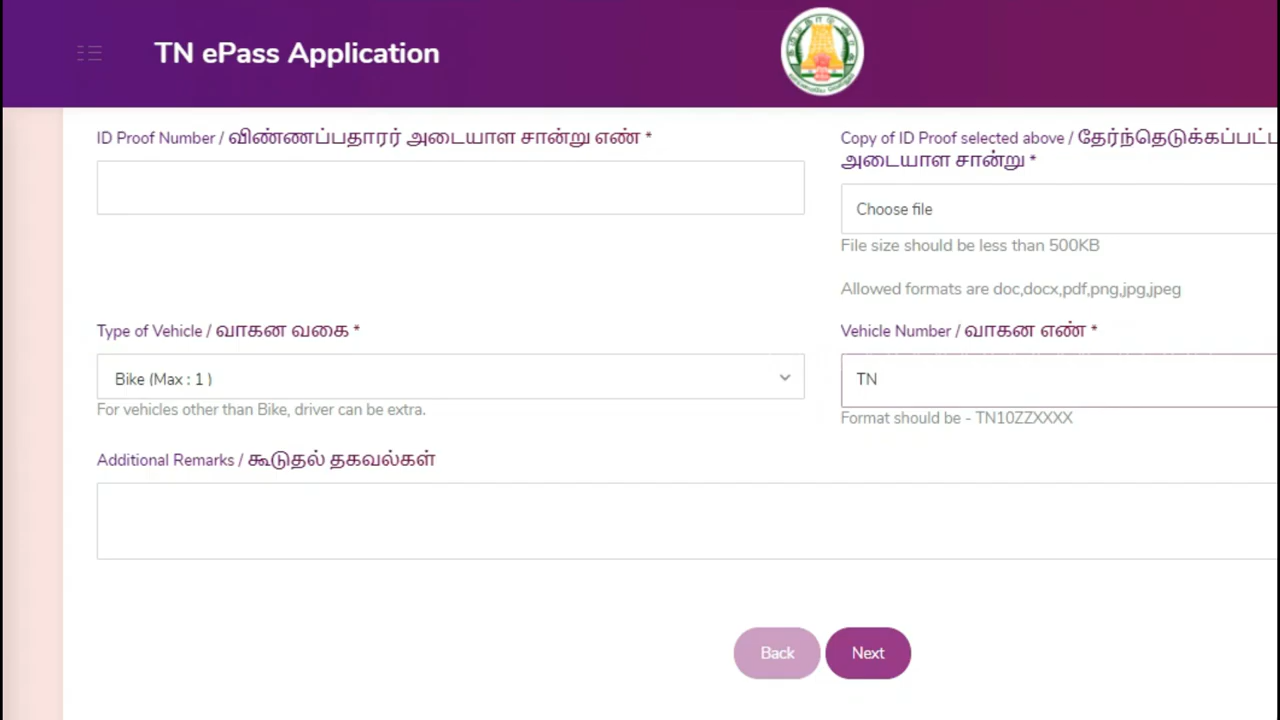 TN ePass Application
ID Proof Number / விண்ணப்பதாரர் அடையாள சான்று எண் *
Copy of ID Proof selected above / தேர்ந்தெடுக்கப்பட்ட
அடையாள சான்று *
Choose file
File size should be less than 500KB
Allowed formats are doc,docx,pdf,png,jpg,jpeg
Type of Vehicle / வாகன வகை *
Vehicle Number / வாகன எண் *
Bike (Max : 1 )
TN
For vehicles other than Bike, driver can be extra.
Format should be - TN10ZZXXXX
Additional Remarks / கூடுதல் தகவல்கள்
Back
Next